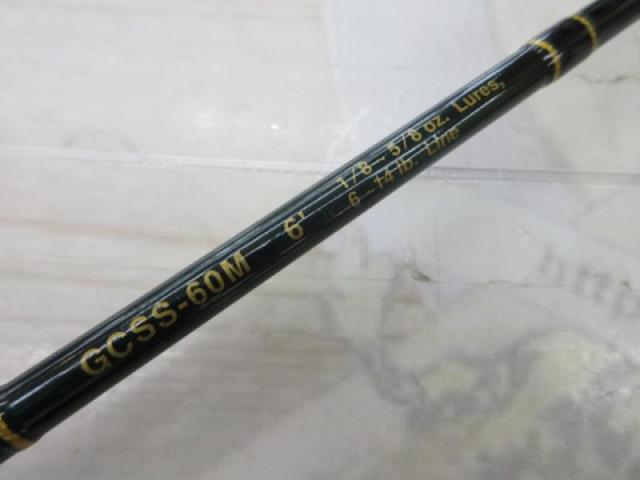 GCSS-60M 6' 1/8~5/8 oz. Lures,
6~14 lb. Line